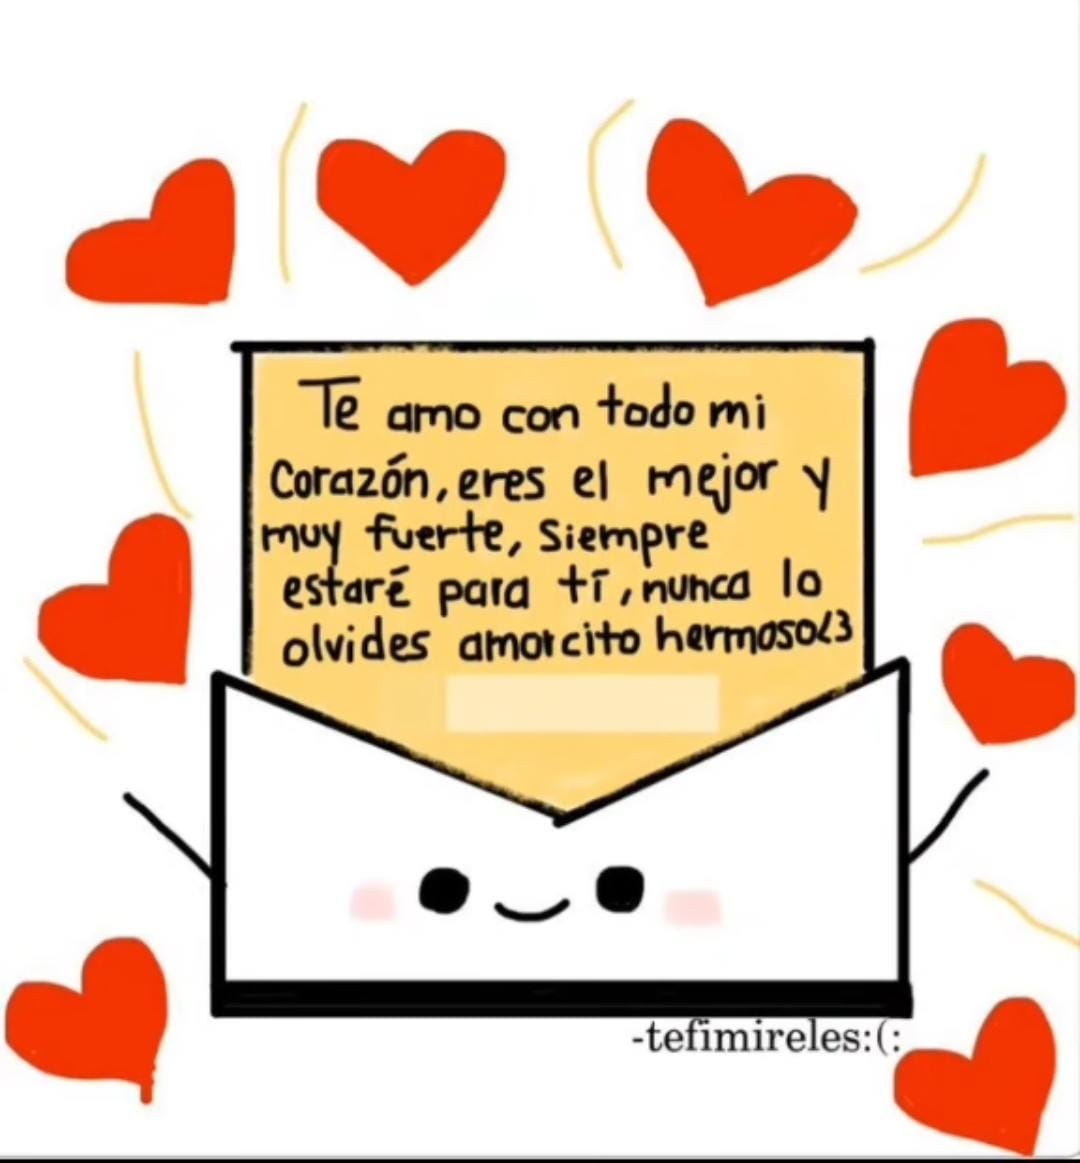 Te amo con todo mi
Corazón, eres el mejor y
muy fuerte, Siempre
estaré para tí, nunca lo
olvides amorcito hermoso<3
-tefimireles:(: